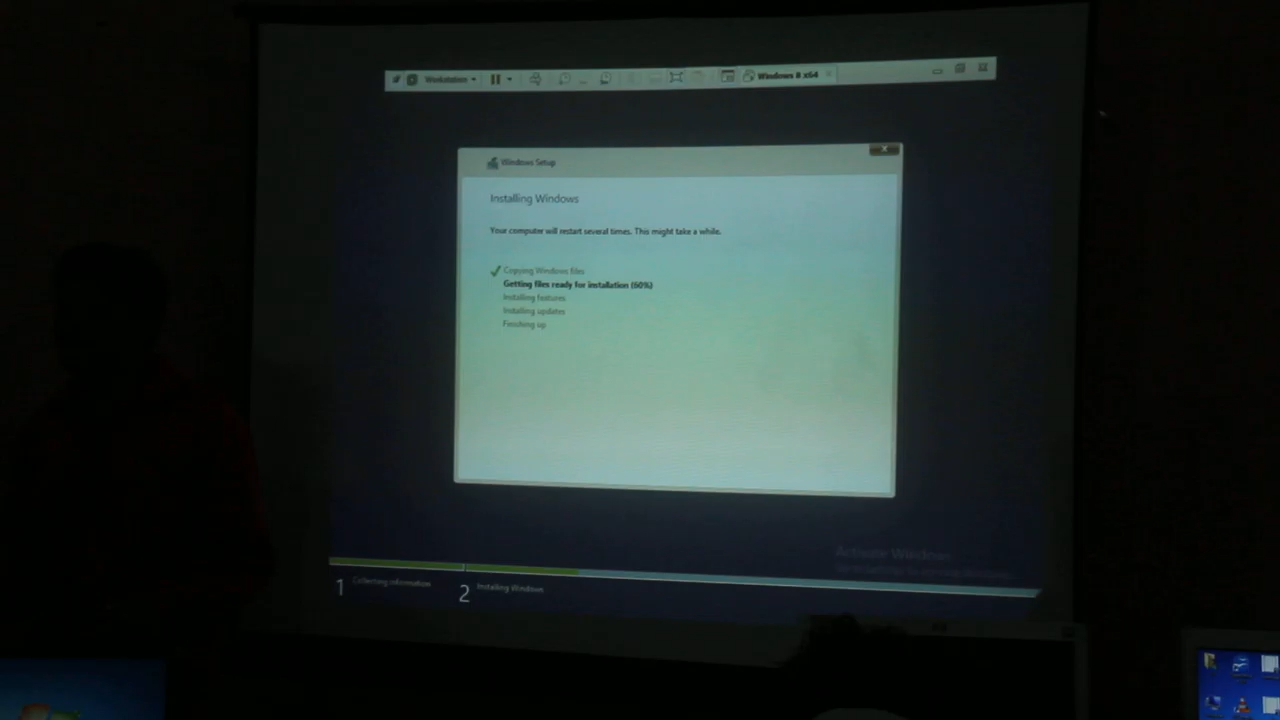 Workstation
Windows 8 x64
Windows Setup
Installing Windows
Your computer will restart several times. This might take a while.
Copying Windows files
Getting files ready for installation (60%)
Installing features
Installing updates
Finishing up
Activate Windows
1 Collecting information
2 Installing Windows